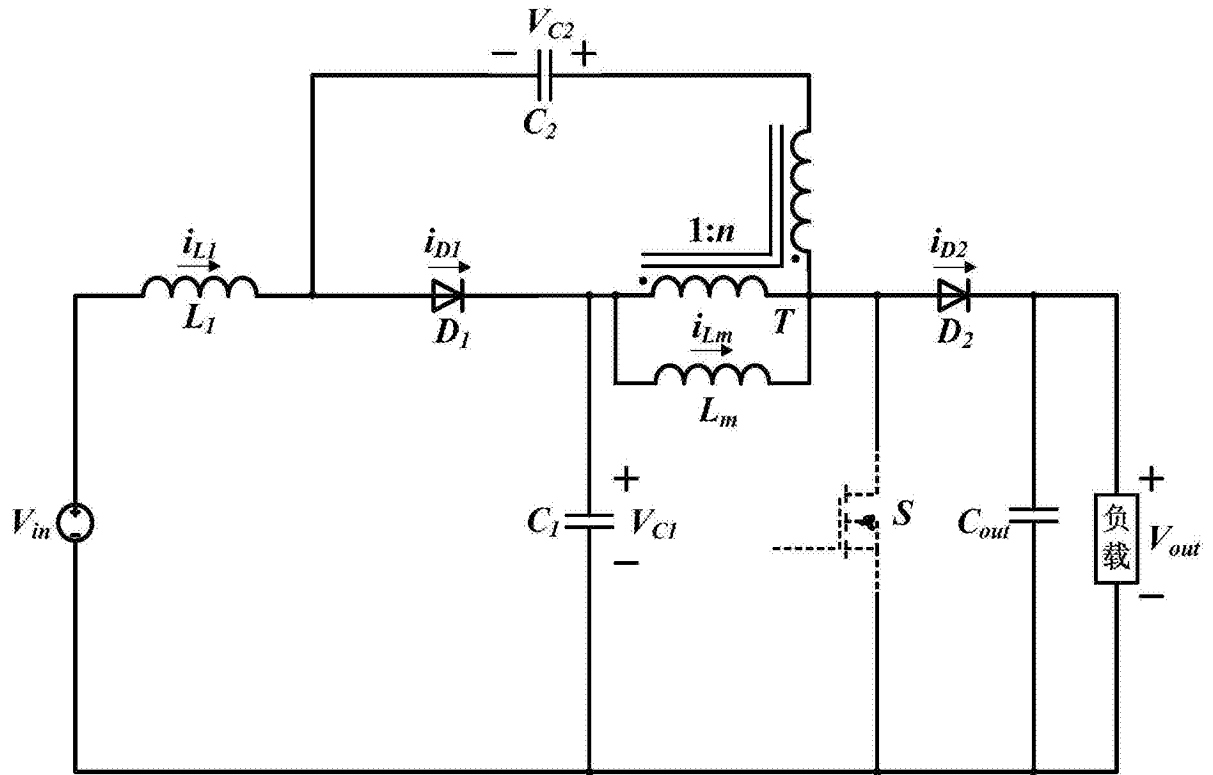 V_C2
− +
C_2
1:n
i_L1
i_D1
i_D2
L_1
D_1
T
D_2
i_Lm
L_m
V_in
+
−
C_1
+
V_C1
−
S
C_out
负载
+
V_out
−